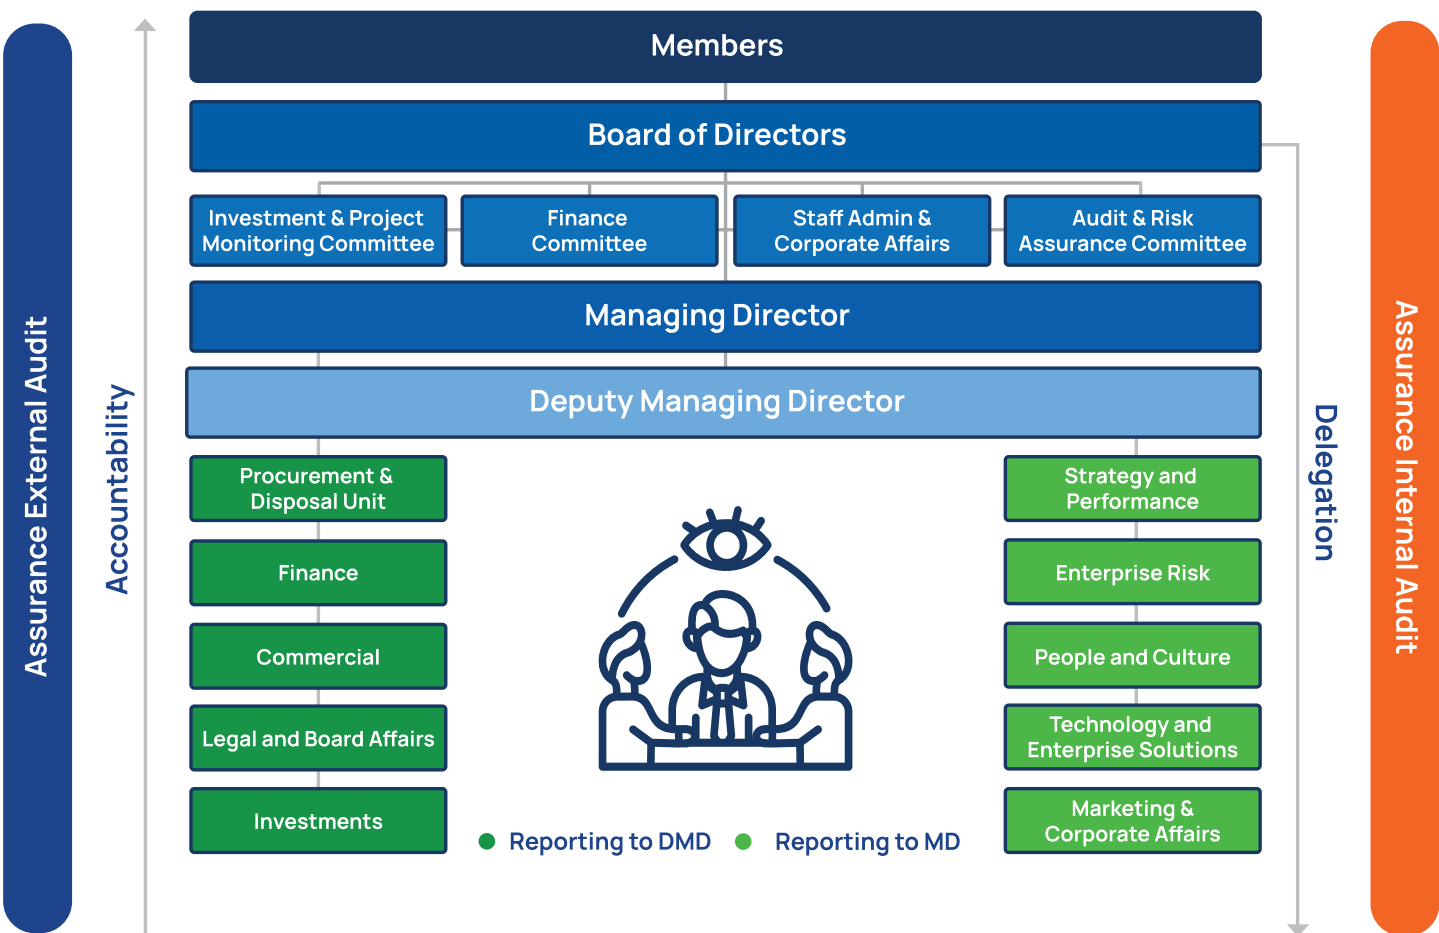 Members
Board of Directors
Investment & Project
Monitoring Committee
Finance
Committee
Staff Admin &
Corporate Affairs
Audit & Risk
Assurance Committee
Managing Director
Deputy Managing Director
Procurement &
Disposal Unit
Finance
Commercial
Legal and Board Affairs
Investments
Strategy and
Performance
Enterprise Risk
People and Culture
Technology and
Enterprise Solutions
Marketing &
Corporate Affairs
Reporting to DMD
Reporting to MD
Assurance External Audit
Accountability
Delegation
Assurance Internal Audit